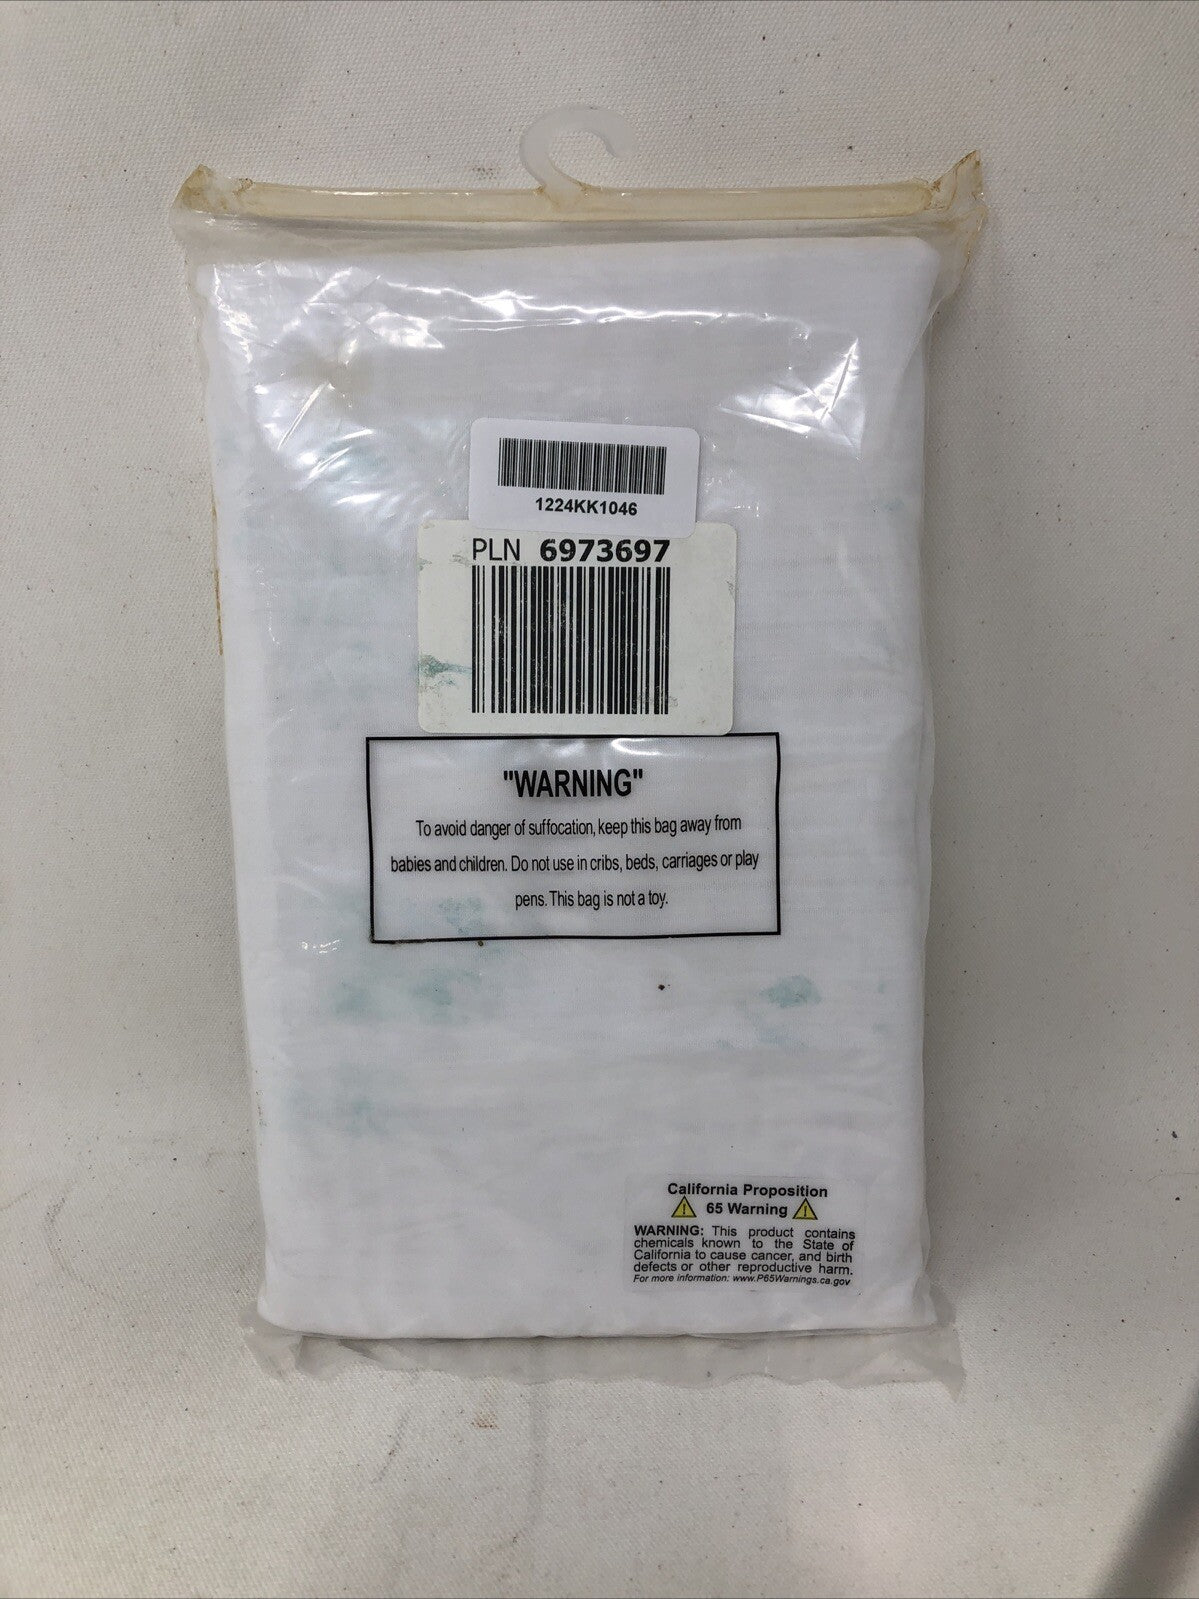 1224KK1046
PLN 6973697
"WARNING"
To avoid danger of suffocation, keep this bag away from
babies and children. Do not use in cribs, beds, carriages or play
pens. This bag is not a toy.
California Proposition
65 Warning
WARNING: This product contains
chemicals known to the State of
California to cause cancer, and birth
defects or other reproductive harm.
For more information: www.P65Warnings.ca.gov